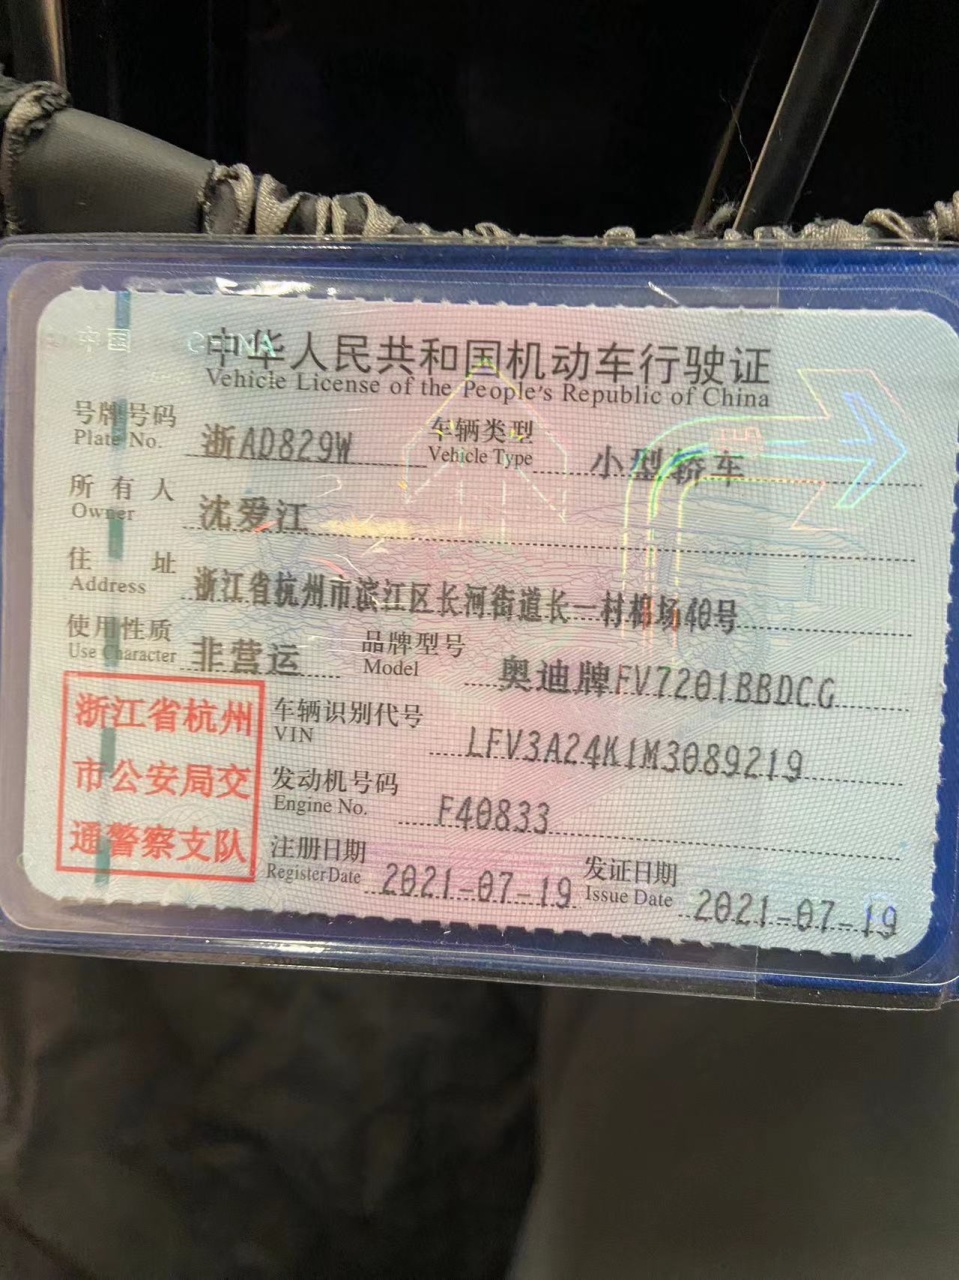 中国 CHINA
中华人民共和国机动车行驶证
Vehicle License of the People's Republic of China
号牌号码 浙AD829W 车辆类型 小型轿车
Plate No. Vehicle Type
所有人 沈爱江
Owner
住址 浙江省杭州市滨江区长河街道长一村棉场40号
Address
使用性质 非营运 品牌型号 奥迪牌FV7201BBDCG
Use Character Model
浙江省杭州
市公安局交
通警察支队
车辆识别代号 LFV3A24K1M3089219
VIN
发动机号码 F40833
Engine No.
注册日期 2021-07-19 发证日期 2021-07-19
Register Date Issue Date